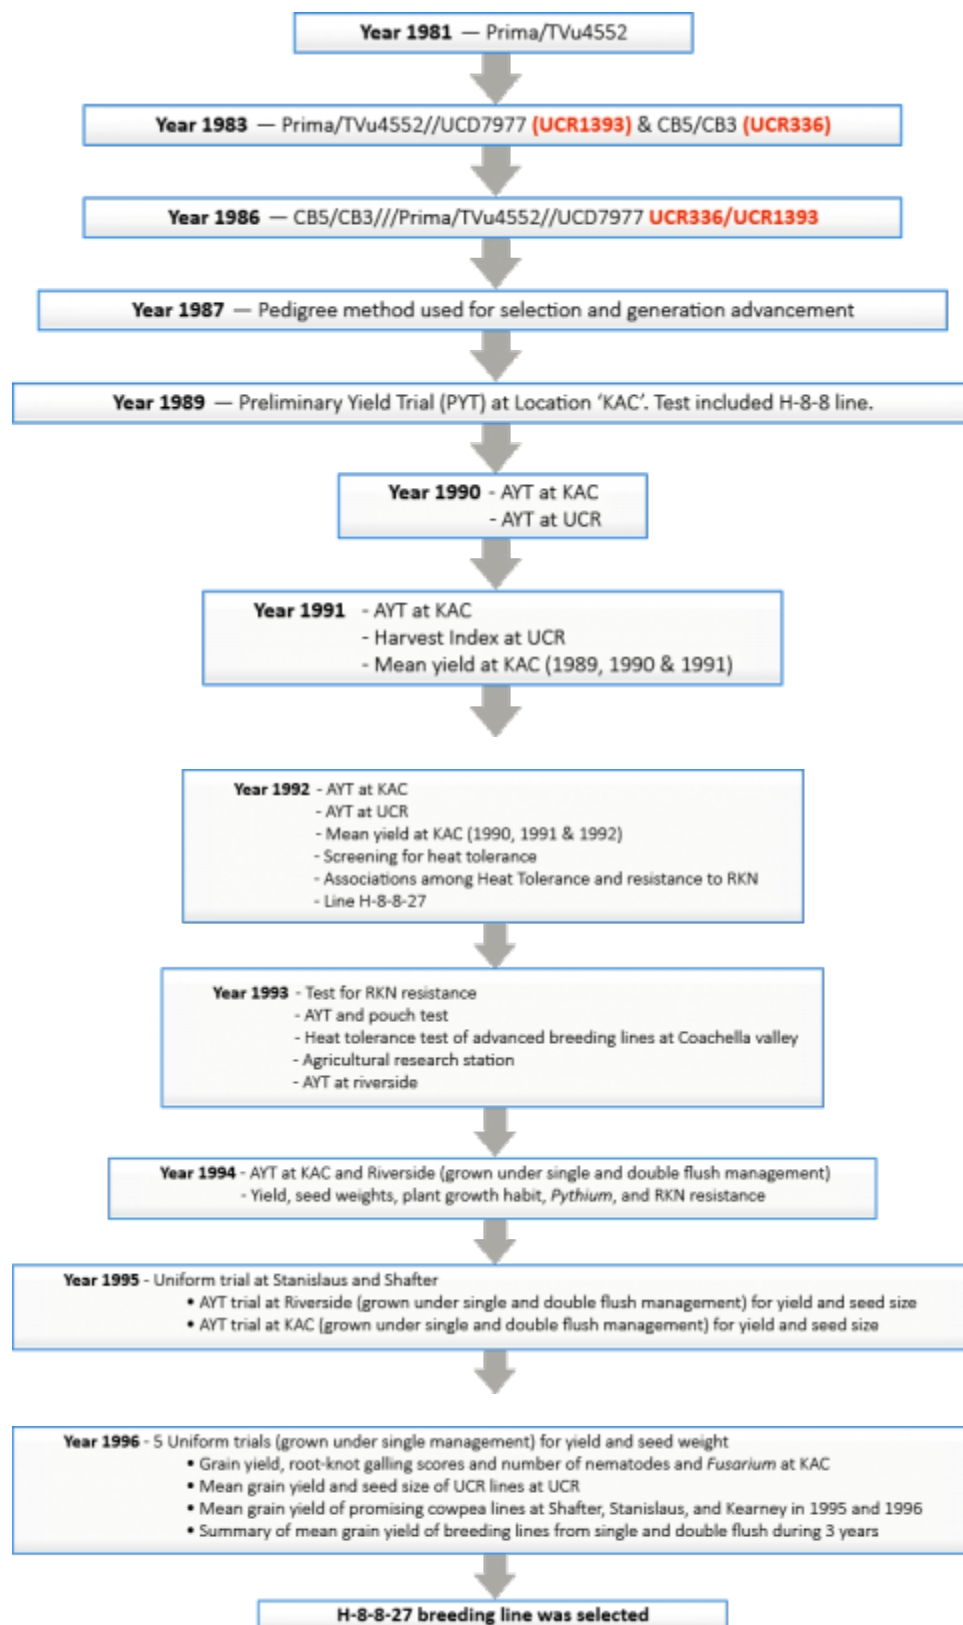 Year 1981 — Prima/TVu4552
Year 1983 — Prima/TVu4552//UCD7977 (UCR1393) & CB5/CB3 (UCR336)
Year 1986 — CB5/CB3///Prima/TVu4552//UCD7977 UCR336/UCR1393
Year 1987 — Pedigree method used for selection and generation advancement
Year 1989 — Preliminary Yield Trial (PYT) at Location ‘KAC’. Test included H-8-8 line.
Year 1990 - AYT at KAC
- AYT at UCR
Year 1991 - AYT at KAC
- Harvest Index at UCR
- Mean yield at KAC (1989, 1990 & 1991)
Year 1992 - AYT at KAC
- AYT at UCR
- Mean yield at KAC (1990, 1991 & 1992)
- Screening for heat tolerance
- Associations among Heat Tolerance and resistance to RKN
- Line H-8-8-27
Year 1993 - Test for RKN resistance
- AYT and pouch test
- Heat tolerance test of advanced breeding lines at Coachella valley
- Agricultural research station
- AYT at riverside
Year 1994 - AYT at KAC and Riverside (grown under single and double flush management)
- Yield, seed weights, plant growth habit, Pythium, and RKN resistance
Year 1995 - Uniform trial at Stanislaus and Shafter
• AYT trial at Riverside (grown under single and double flush management) for yield and seed size
• AYT trial at KAC (grown under single and double flush management) for yield and seed size
Year 1996 - 5 Uniform trials (grown under single management) for yield and seed weight
• Grain yield, root-knot galling scores and number of nematodes and Fusarium at KAC
• Mean grain yield and seed size of UCR lines at UCR
• Mean grain yield of promising cowpea lines at Shafter, Stanislaus, and Kearney in 1995 and 1996
• Summary of mean grain yield of breeding lines from single and double flush during 3 years
H-8-8-27 breeding line was selected